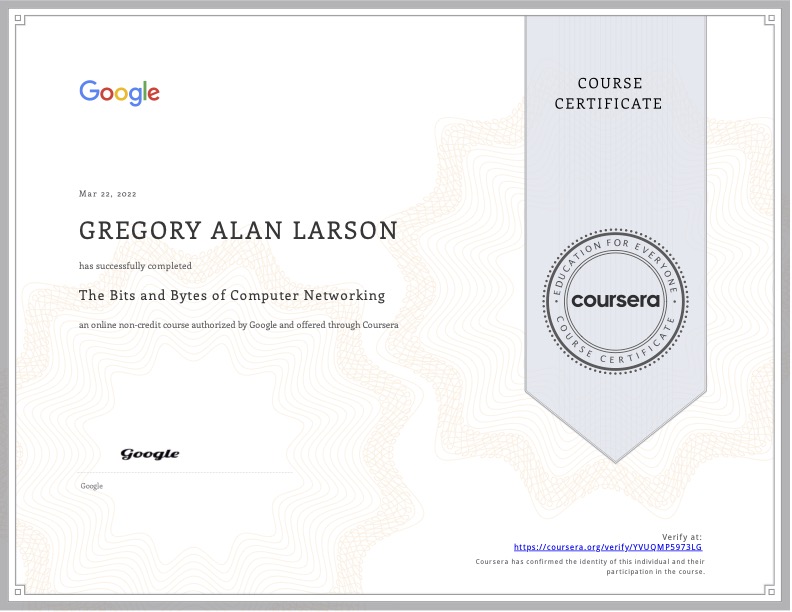 Google
COURSE
CERTIFICATE
Mar 22, 2022
GREGORY ALAN LARSON
has successfully completed
The Bits and Bytes of Computer Networking
an online non-credit course authorized by Google and offered through Coursera
EDUCATION FOR EVERYONE
coursera
COURSE CERTIFICATE
Google
Google
Verify at:
https://coursera.org/verify/YVUQMP5973LG
Coursera has confirmed the identity of this individual and their
participation in the course.